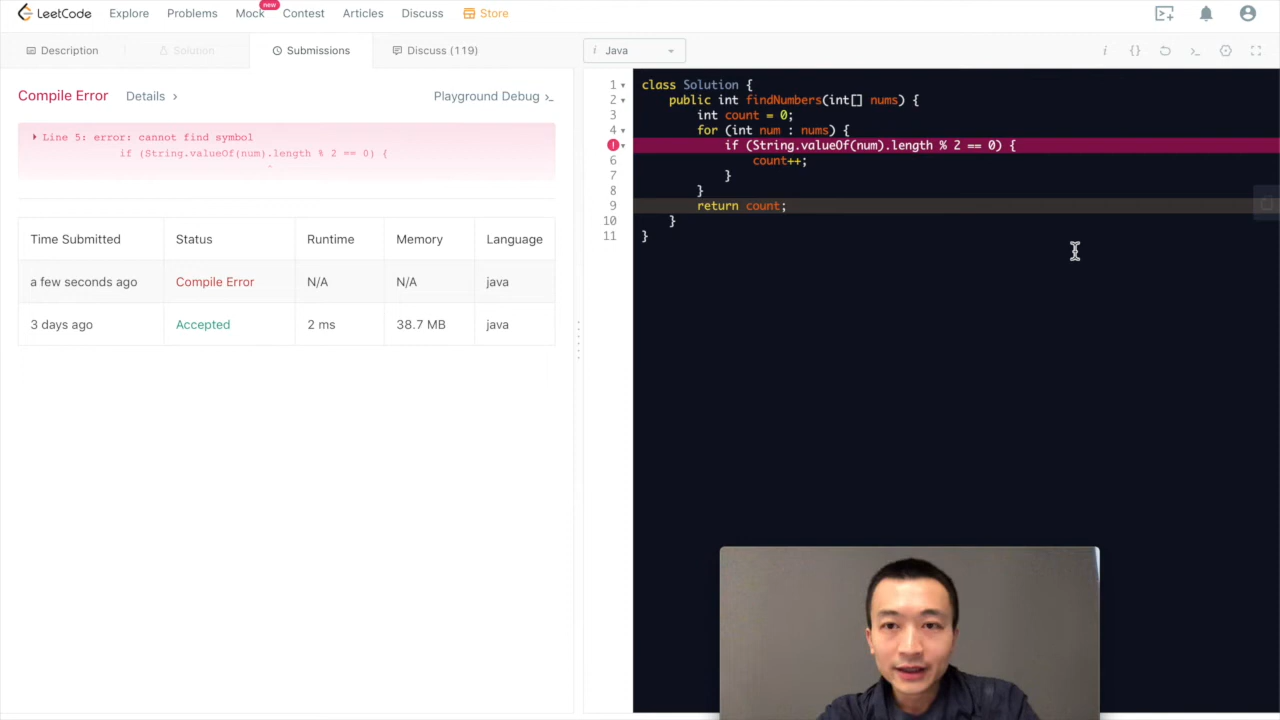 LeetCode Explore Problems Mock new Contest Articles Discuss Store
Description Solution Submissions Discuss (119) i Java i {} >_
Compile Error Details > Playground Debug >_
Line 5: error: cannot find symbol
if (String.valueOf(num).length % 2 == 0) {
^
Time Submitted Status Runtime Memory Language
a few seconds ago Compile Error N/A N/A java
3 days ago Accepted 2 ms 38.7 MB java
1 class Solution {
2 public int findNumbers(int[] nums) {
3 int count = 0;
4 for (int num : nums) {
! if (String.valueOf(num).length % 2 == 0) {
6 count++;
7 }
8 }
9 return count;
10 }
11 }